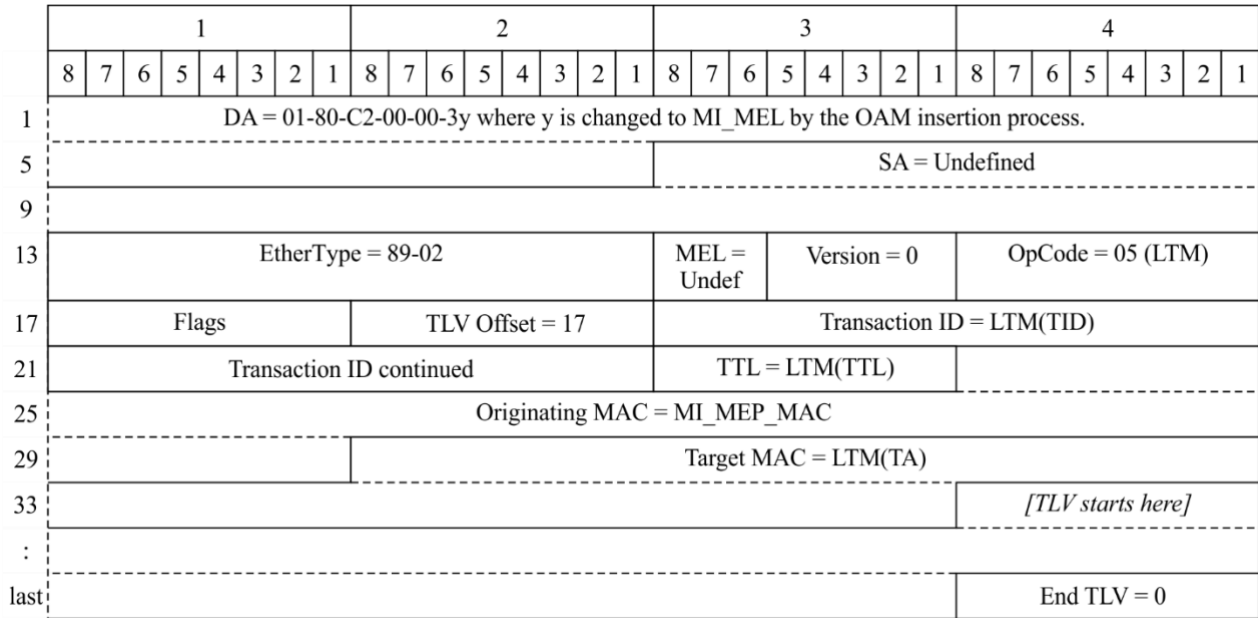 1 2 3 4
8 7 6 5 4 3 2 1 8 7 6 5 4 3 2 1 8 7 6 5 4 3 2 1 8 7 6 5 4 3 2 1
1 DA = 01-80-C2-00-00-3y where y is changed to MI_MEL by the OAM insertion process.
5 SA = Undefined
9
13 EtherType = 89-02 MEL = Version = 0 OpCode = 05 (LTM)
Undef
17 Flags TLV Offset = 17 Transaction ID = LTM(TID)
21 Transaction ID continued TTL = LTM(TTL)
25 Originating MAC = MI_MEP_MAC
29 Target MAC = LTM(TA)
33 [TLV starts here]
:
last End TLV = 0